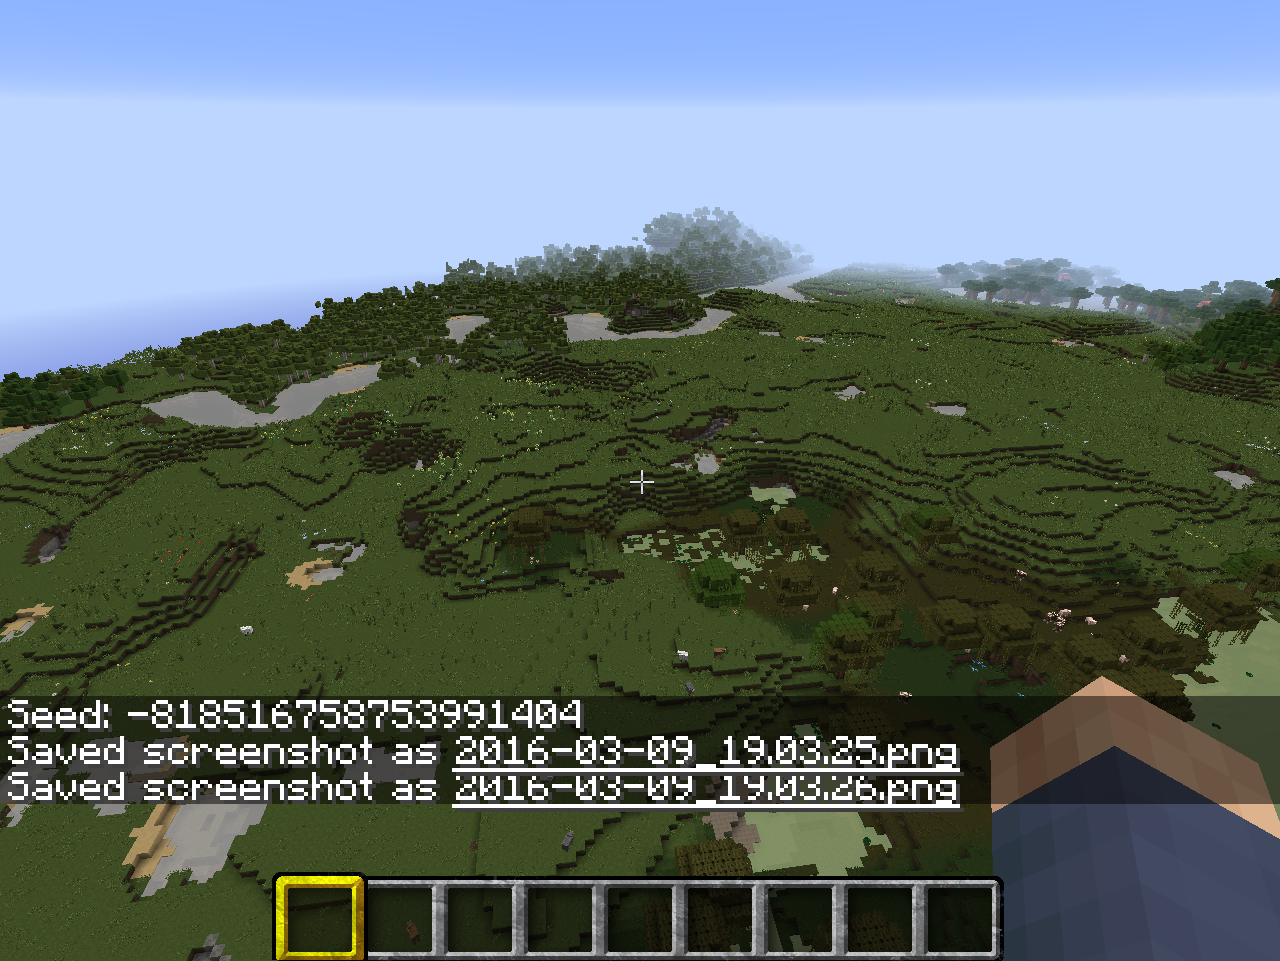 Seed: -8185167587753991404
Saved screenshot as 2016-03-09_19.03.25.png
Saved screenshot as 2016-03-09_19.03.26.png